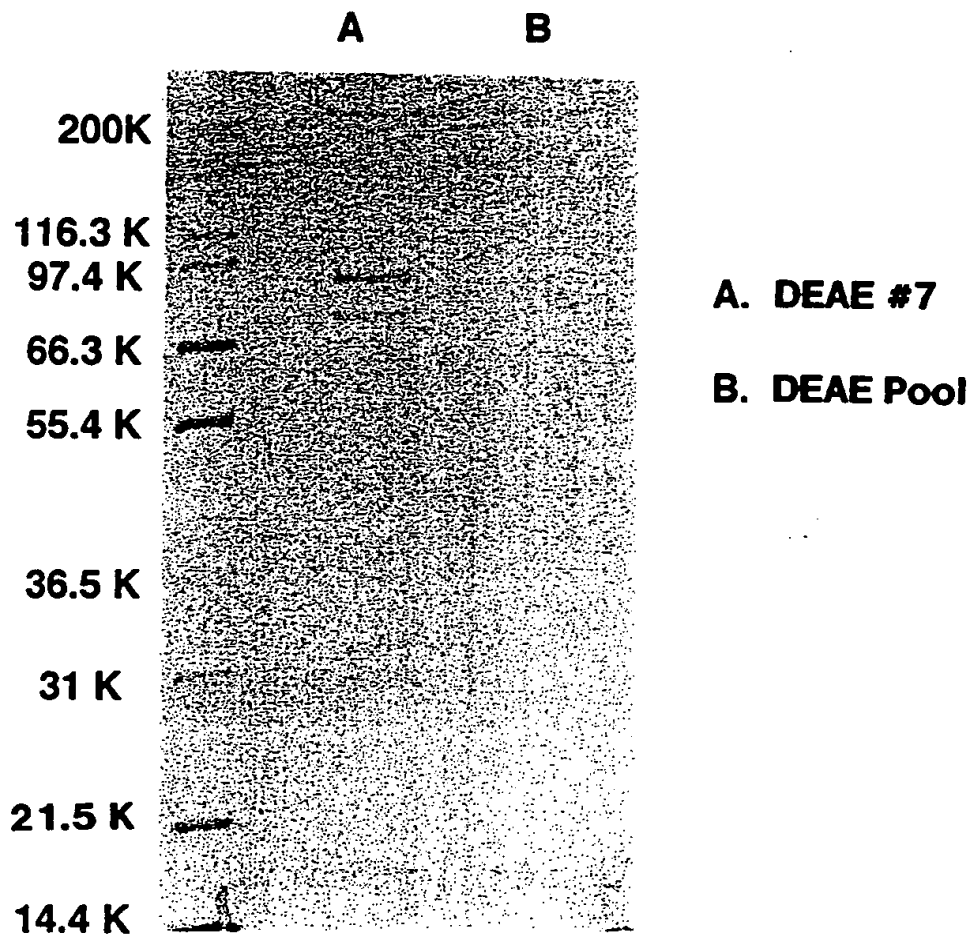 A B
200K
116.3 K
97.4 K
66.3 K
55.4 K
36.5 K
31 K
21.5 K
14.4 K
A. DEAE #7
B. DEAE Pool